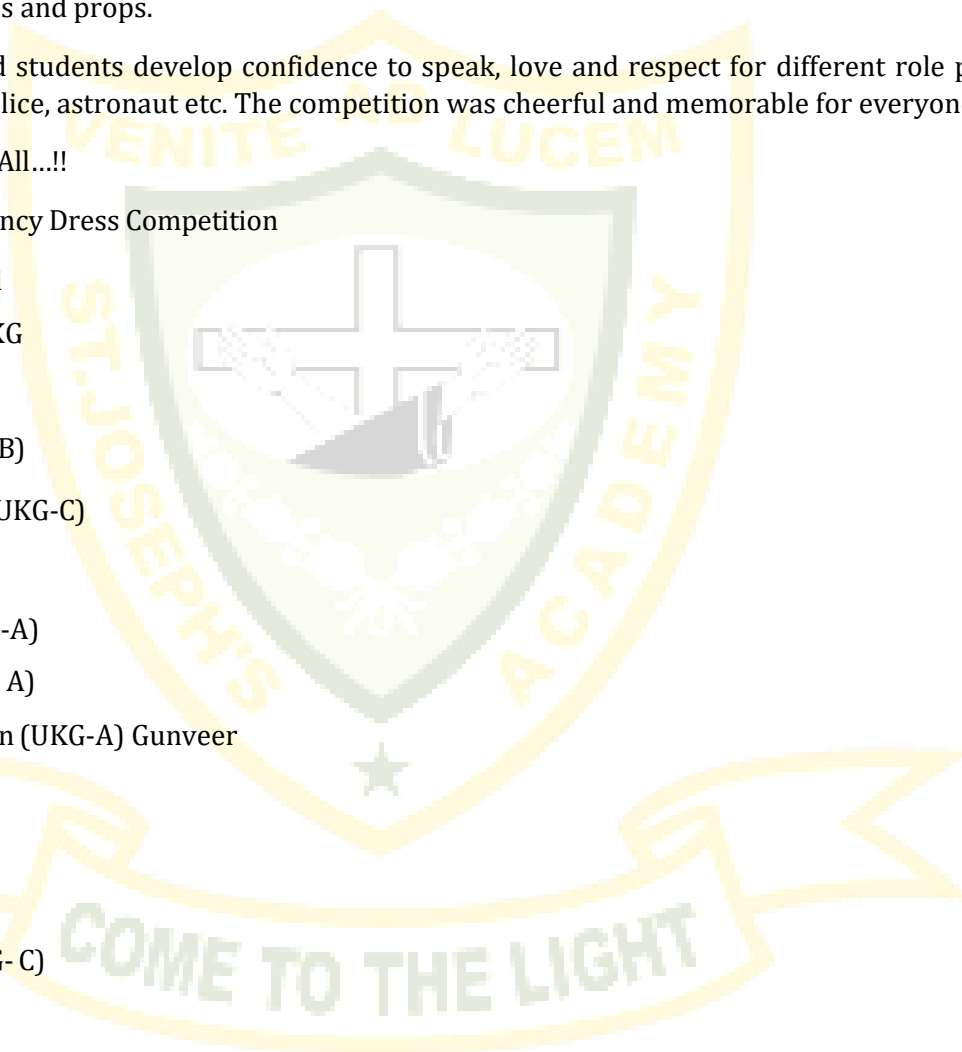 s and props.
d students develop confidence to speak, love and respect for different role p
lice, astronaut etc. The competition was cheerful and memorable for everyon
All…!!
ncy Dress Competition
i
KG
B)
UKG-C)
-A)
A)
n (UKG-A) Gunveer
G- C)
VENITE AD LUCEM
ST.JOSEPH'S ACADEMY
COME TO THE LIGHT